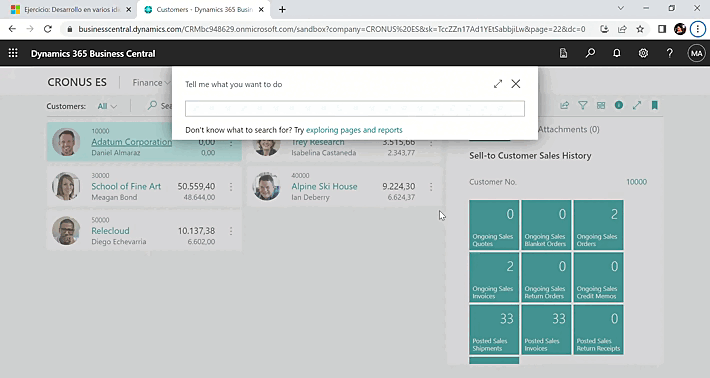 Ejercicio: Desarrollo en varios idi
Customers - Dynamics 365 Busin
businesscentral.dynamics.com/CRMbc948629.onmicrosoft.com/sandbox?company=CRONUS%20ES&sk=TccZZn17Ad1YEtSabbjiLw&page=22&dc=0
Dynamics 365 Business Central
MA
CRONUS ES
Finance
Tell me what you want to do
Don't know what to search for? Try exploring pages and reports
Customers: All
Sea
Attachments (0)
10000
Adatum Corporation 0,00
Daniel Almaraz 0,00
Trey Research 3.515,66
Isabelina Castaneda 2.343,77
30000
School of Fine Art 50.559,40
Meagan Bond 48.644,00
40000
Alpine Ski House 9.224,30
Ian Deberry 6.624,37
50000
Relecloud 10.137,38
Diego Echevarria 6.602,00
Sell-to Customer Sales History
Customer No. 10000
0 0 2
Ongoing Sales Quotes
Ongoing Sales Blanket Orders
Ongoing Sales Orders
2 0 0
Ongoing Sales Invoices
Ongoing Sales Return Orders
Ongoing Sales Credit Memos
33 33 0
Posted Sales Shipments
Posted Sales Invoices
Posted Sales Return Receipts